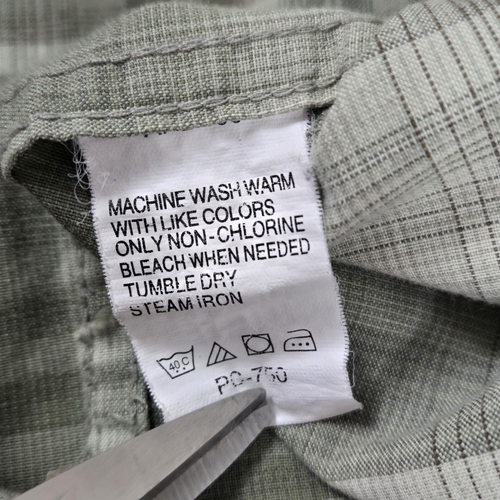 MACHINE WASH WARM
WITH LIKE COLORS
ONLY NON-CHLORINE
BLEACH WHEN NEEDED
TUMBLE DRY
STEAM IRON
40 C
PC-750